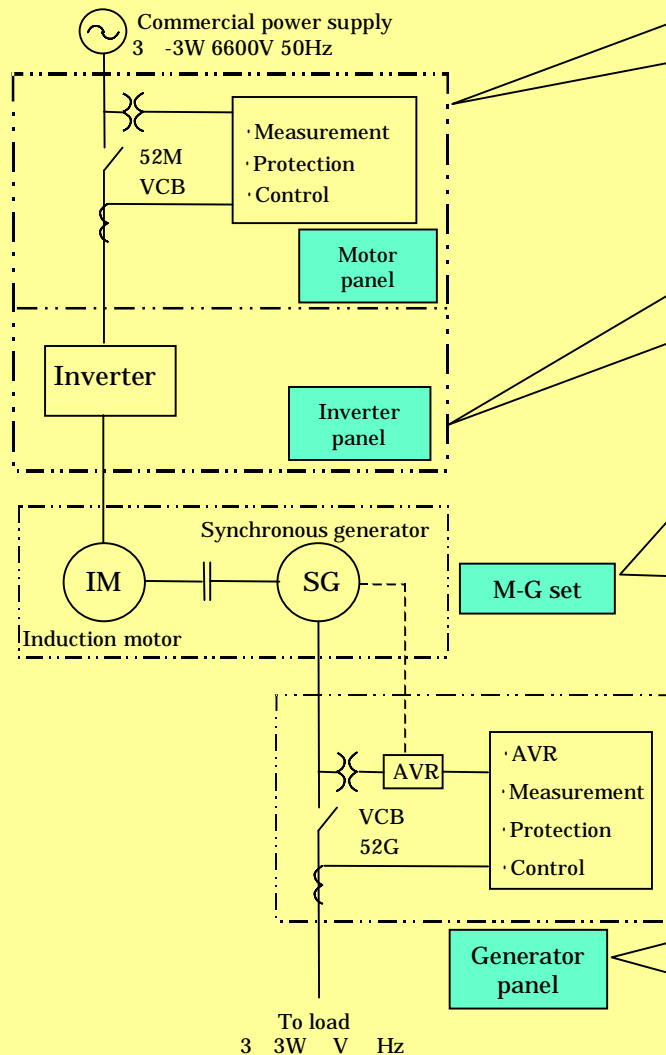 Commercial power supply
3 -3W 6600V 50Hz
52M
VCB
·Measurement
·Protection
·Control
Motor
panel
Inverter
Inverter
panel
Synchronous generator
IM
SG
M-G set
Induction motor
AVR
·AVR
·Measurement
·Protection
·Control
VCB
52G
Generator
panel
To load
3 3W V Hz